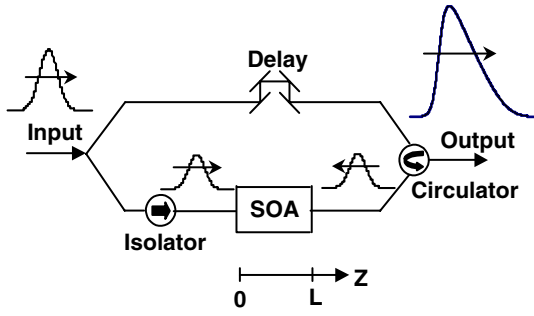 Delay
Input
Output
Circulator
SOA
Isolator
Z
0
L